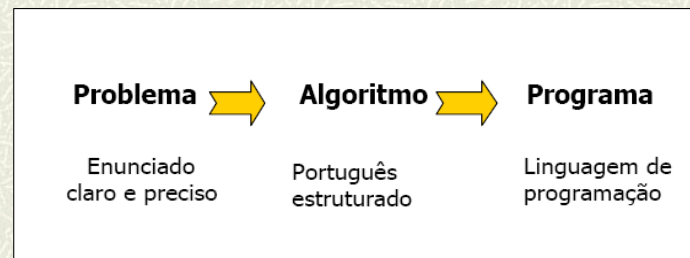 Problema Algoritmo Programa
Enunciado
claro e preciso
Português
estruturado
Linguagem de
programação